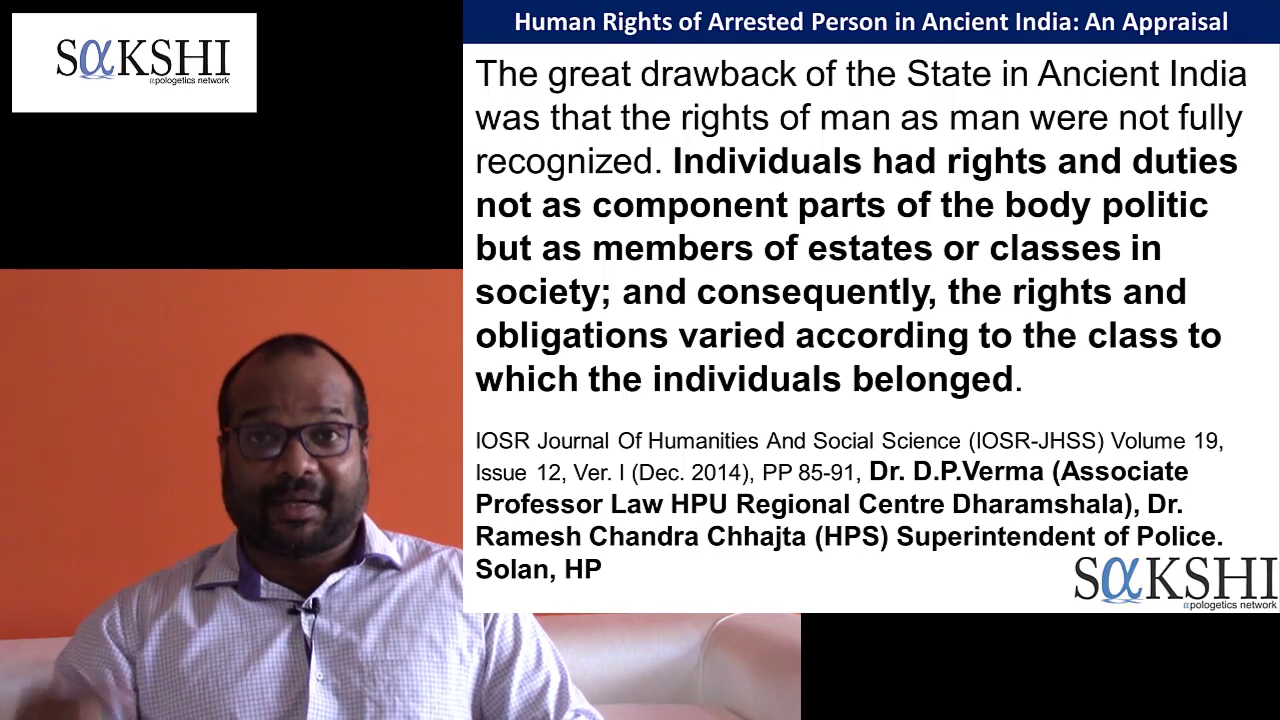 SαKSHI
αpologetics network
Human Rights of Arrested Person in Ancient India: An Appraisal
The great drawback of the State in Ancient India
was that the rights of man as man were not fully
recognized. Individuals had rights and duties
not as component parts of the body politic
but as members of estates or classes in
society; and consequently, the rights and
obligations varied according to the class to
which the individuals belonged.
IOSR Journal Of Humanities And Social Science (IOSR-JHSS) Volume 19,
Issue 12, Ver. I (Dec. 2014), PP 85-91, Dr. D.P.Verma (Associate
Professor Law HPU Regional Centre Dharamshala), Dr.
Ramesh Chandra Chhajta (HPS) Superintendent of Police.
Solan, HP
SαKSHI
αpologetics network